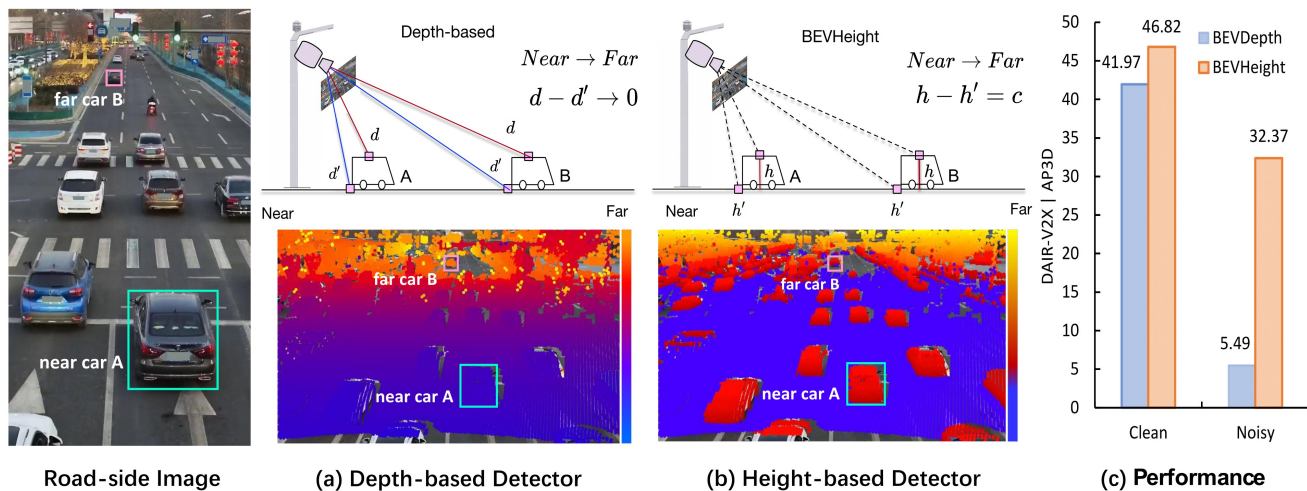 far car B
near car A
Road-side Image
Depth-based
Near → Far
d − d′ → 0
d
d
d′
d′
A
B
Near
Far
far car B
near car A
(a) Depth-based Detector
BEVHeight
Near → Far
h − h′ = c
A
B
h
h
Near
h′
h′
Far
far car B
near car A
(b) Height-based Detector
DAIR-V2X | AP3D
50
45
40
35
30
25
20
15
10
5
0
BEVDepth
BEVHeight
41.97
46.82
5.49
32.37
Clean
Noisy
(c) Performance